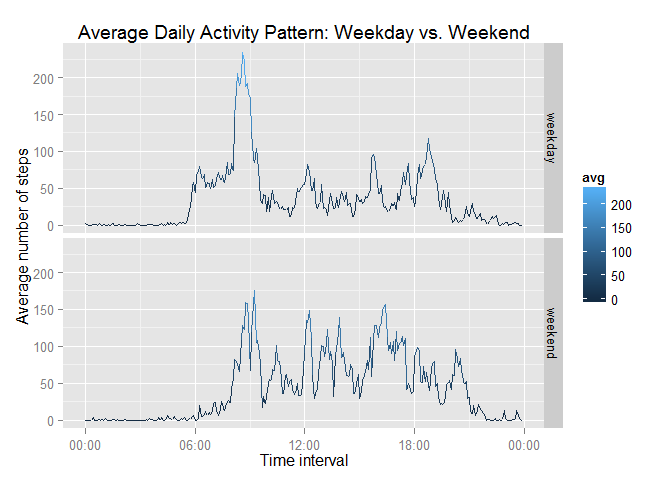 Average Daily Activity Pattern: Weekday vs. Weekend
Average number of steps
200
150
100
50
0
weekday
200
150
100
50
0
weekend
00:00 06:00 12:00 18:00 00:00
Time interval
avg
200
150
100
50
0